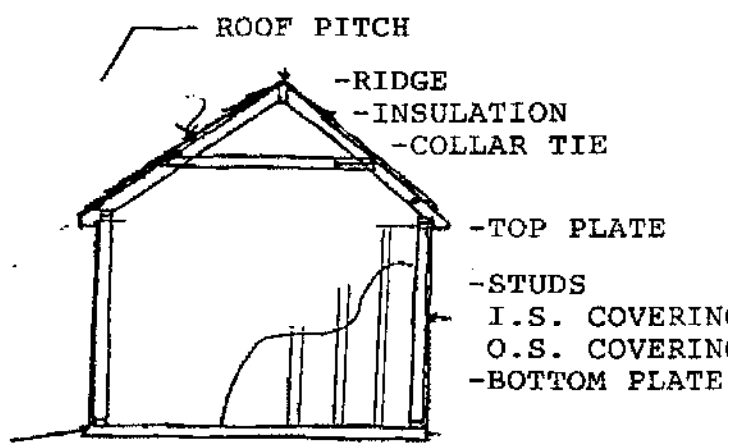 ROOF PITCH
-RIDGE
-INSULATION
-COLLAR TIE
-TOP PLATE
-STUDS
I.S. COVERIN
O.S. COVERIN
-BOTTOM PLATE